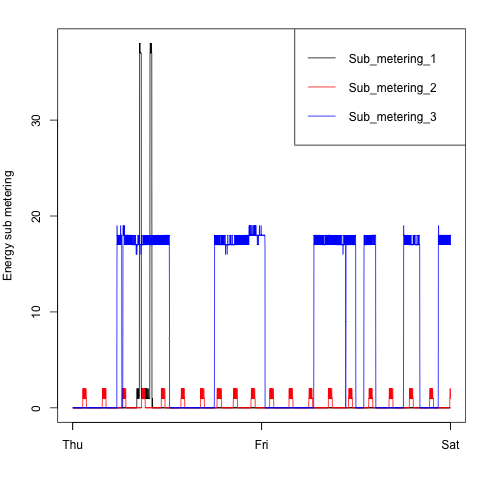 Sub_metering_1
Sub_metering_2
Sub_metering_3
Energy sub metering
30
20
10
0
Thu Fri Sat